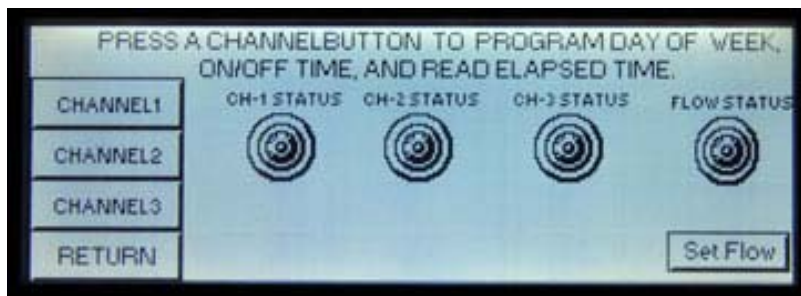 PRESS A CHANNELBUTTON TO PROGRAM DAY OF WEEK,
ON/OFF TIME, AND READ ELAPSED TIME.
CHANNEL1
CH-1 STATUS
CH-2 STATUS
CH-3 STATUS
FLOW STATUS
CHANNEL2
CHANNEL3
RETURN
Set Flow